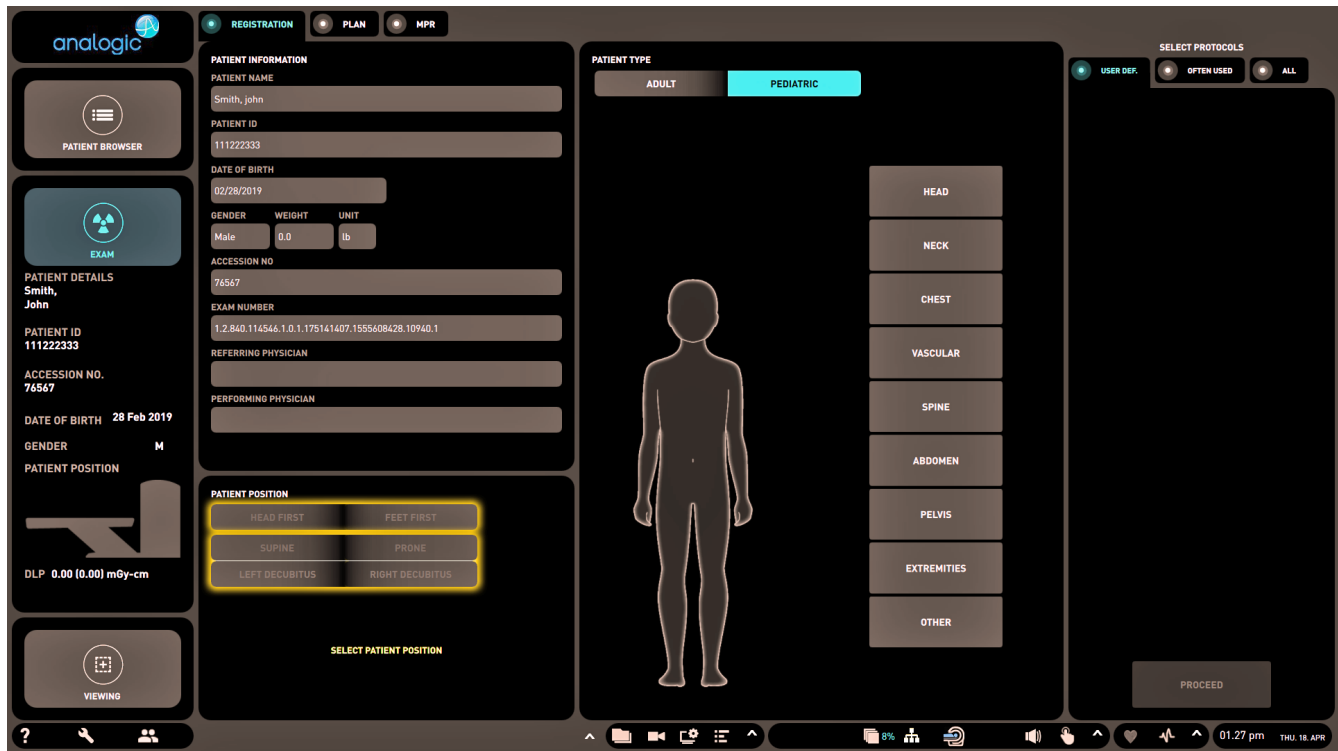 analogic
REGISTRATION PLAN MPR
PATIENT BROWSER
EXAM
PATIENT DETAILS
Smith,
John
PATIENT ID
111222333
ACCESSION NO.
76567
DATE OF BIRTH 28 Feb 2019
GENDER M
PATIENT POSITION
DLP 0.00 (0.00) mGy-cm
VIEWING
PATIENT INFORMATION
PATIENT NAME
Smith, john
PATIENT ID
111222333
DATE OF BIRTH
02/28/2019
GENDER WEIGHT UNIT
Male 0.0 lb
ACCESSION NO
76567
EXAM NUMBER
1.2.840.114546.1.0.1.175141407.1555608428.10940.1
REFERRING PHYSICIAN
PERFORMING PHYSICIAN
PATIENT POSITION
HEAD FIRST FEET FIRST
SUPINE PRONE
LEFT DECUBITUS RIGHT DECUBITUS
SELECT PATIENT POSITION
PATIENT TYPE
ADULT PEDIATRIC
HEAD
NECK
CHEST
VASCULAR
SPINE
ABDOMEN
PELVIS
EXTREMITIES
OTHER
SELECT PROTOCOLS
USER DEF. OFTEN USED ALL
PROCEED
? 8% 01.27 pm THU. 18. APR